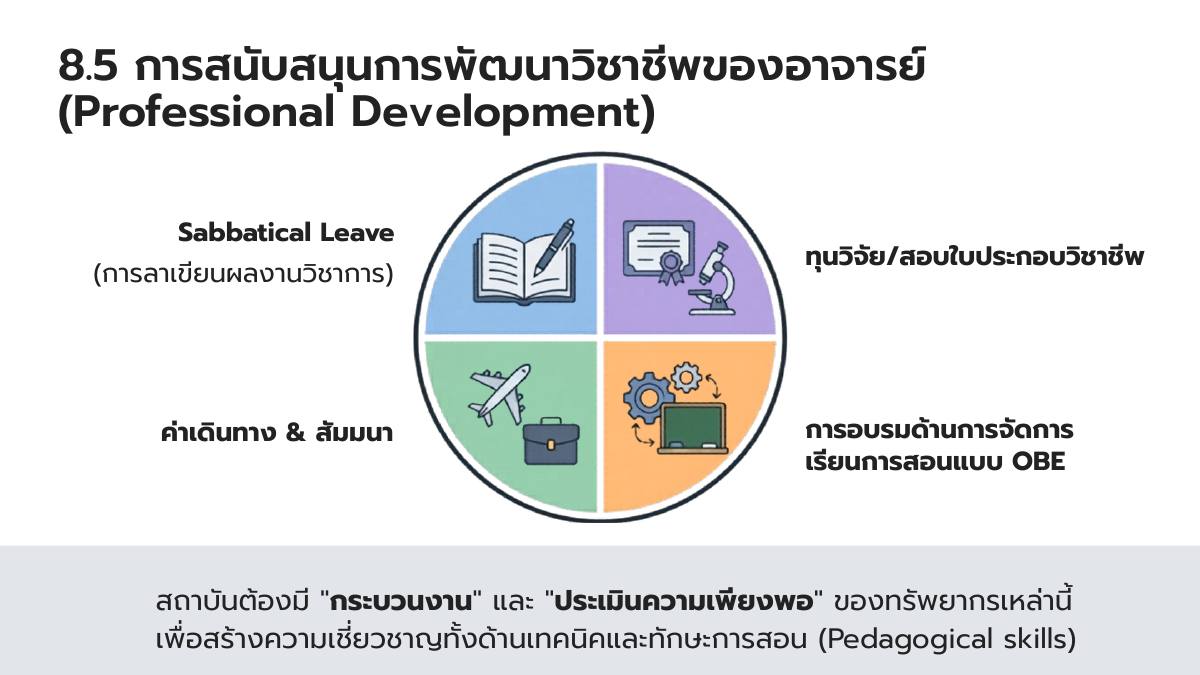 8.5 การสนับสนุนการพัฒนาวิชาชีพของอาจารย์
(Professional Development)
Sabbatical Leave
(การลาเขียนผลงานวิชาการ)
ทุนวิจัย/สอบใบประกอบวิชาชีพ
ค่าเดินทาง & สัมมนา
การอบรมด้านการจัดการ
เรียนการสอนแบบ OBE
สถาบันต้องมี "กระบวนงาน" และ "ประเมินความเพียงพอ" ของทรัพยากรเหล่านี้
เพื่อสร้างความเชี่ยวชาญทั้งด้านเทคนิคและทักษะการสอน (Pedagogical skills)